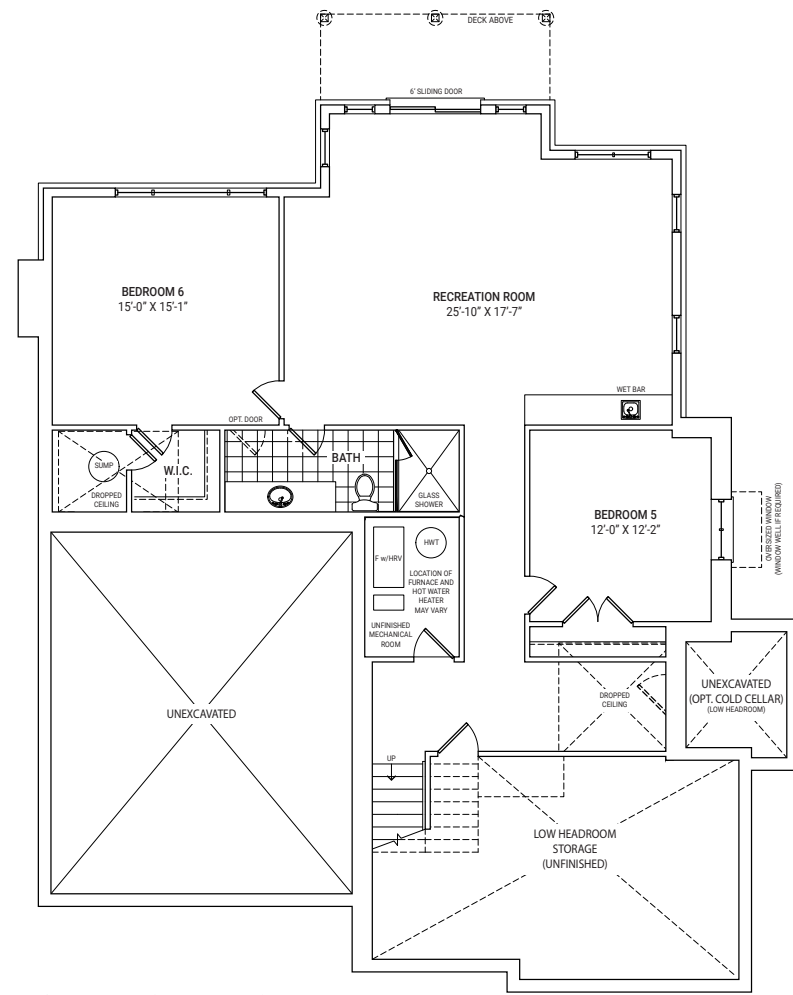 DECK ABOVE
6' SLIDING DOOR
BEDROOM 6
15'-0" X 15'-1"
RECREATION ROOM
25'-10" X 17'-7"
WET BAR
OPT. DOOR
BATH
SUMP
W.I.C.
DROPPED
CEILING
GLASS
SHOWER
BEDROOM 5
12'-0" X 12'-2"
OVERSIZED WINDOW
(WINDOW WELL IF REQUIRED)
HWT
F w/HRV
LOCATION OF
FURNACE AND
HOT WATER
HEATER
MAY VARY
UNFINISHED
MECHANICAL
ROOM
UNEXCAVATED
DROPPED
CEILING
UNEXCAVATED
(OPT. COLD CELLAR)
(LOW HEADROOM)
UP
LOW HEADROOM
STORAGE
(UNFINISHED)